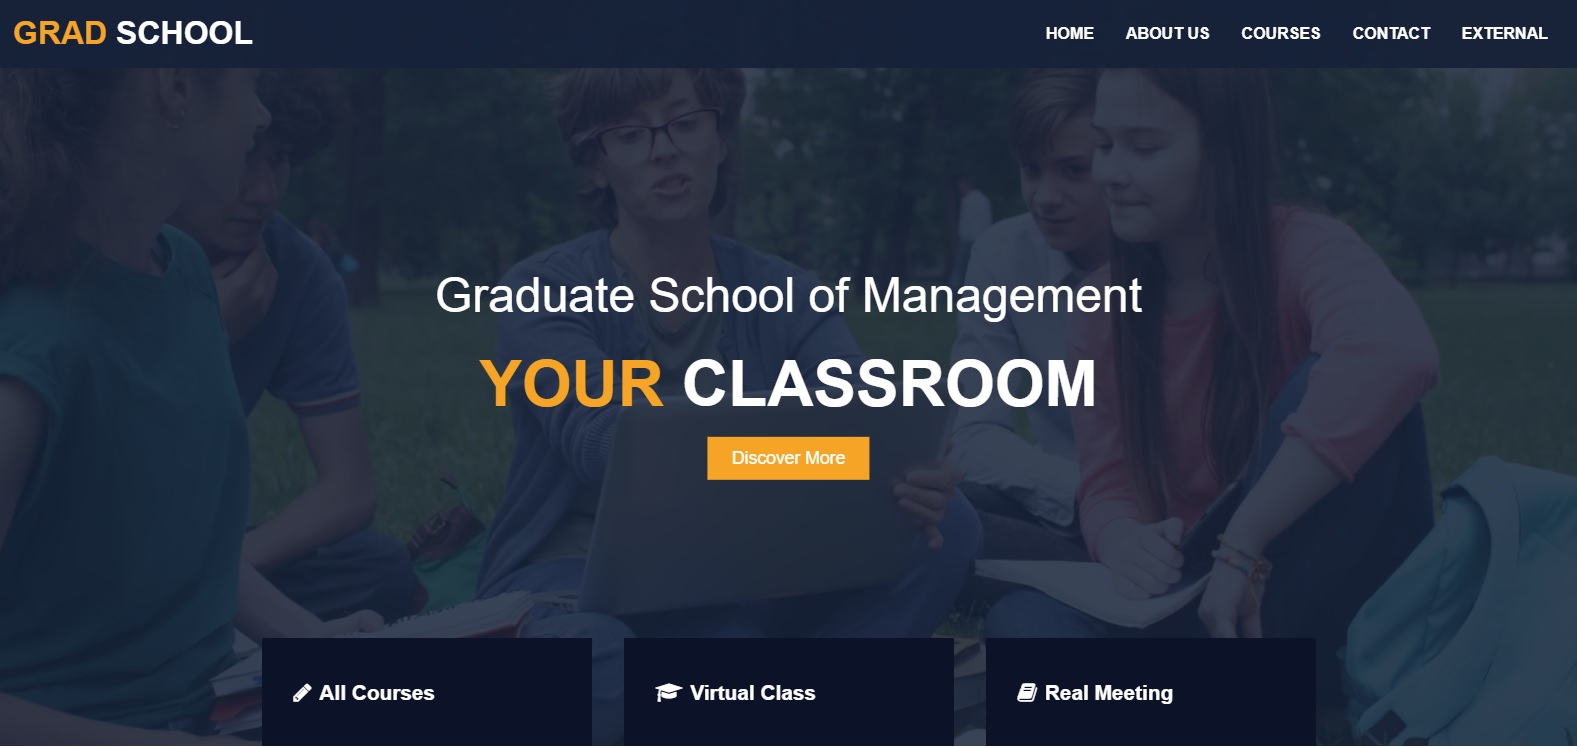 GRAD SCHOOL
HOME ABOUT US COURSES CONTACT EXTERNAL
Graduate School of Management
YOUR CLASSROOM
Discover More
All Courses
Virtual Class
Real Meeting